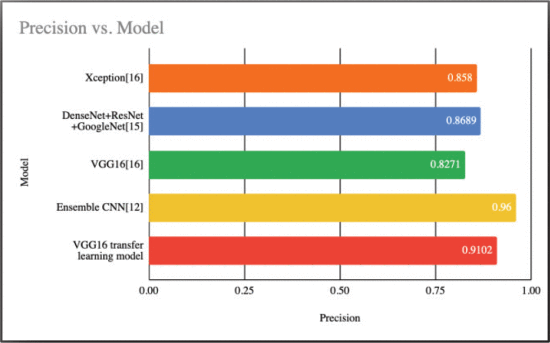 Precision vs. Model
Xception[16]
0.858
DenseNet+ResNet
+GoogleNet[15]
0.8689
VGG16[16]
0.8271
Ensemble CNN[12]
0.96
VGG16 transfer
learning model
0.9102
Model
0.00 0.25 0.50 0.75 1.00
Precision